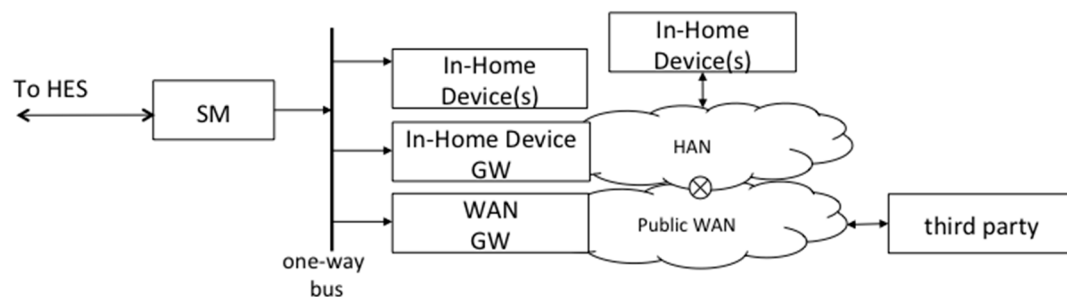 To HES
SM
one-way
bus
In-Home
Device(s)
In-Home Device
GW
WAN
GW
In-Home
Device(s)
HAN
Public WAN
third party